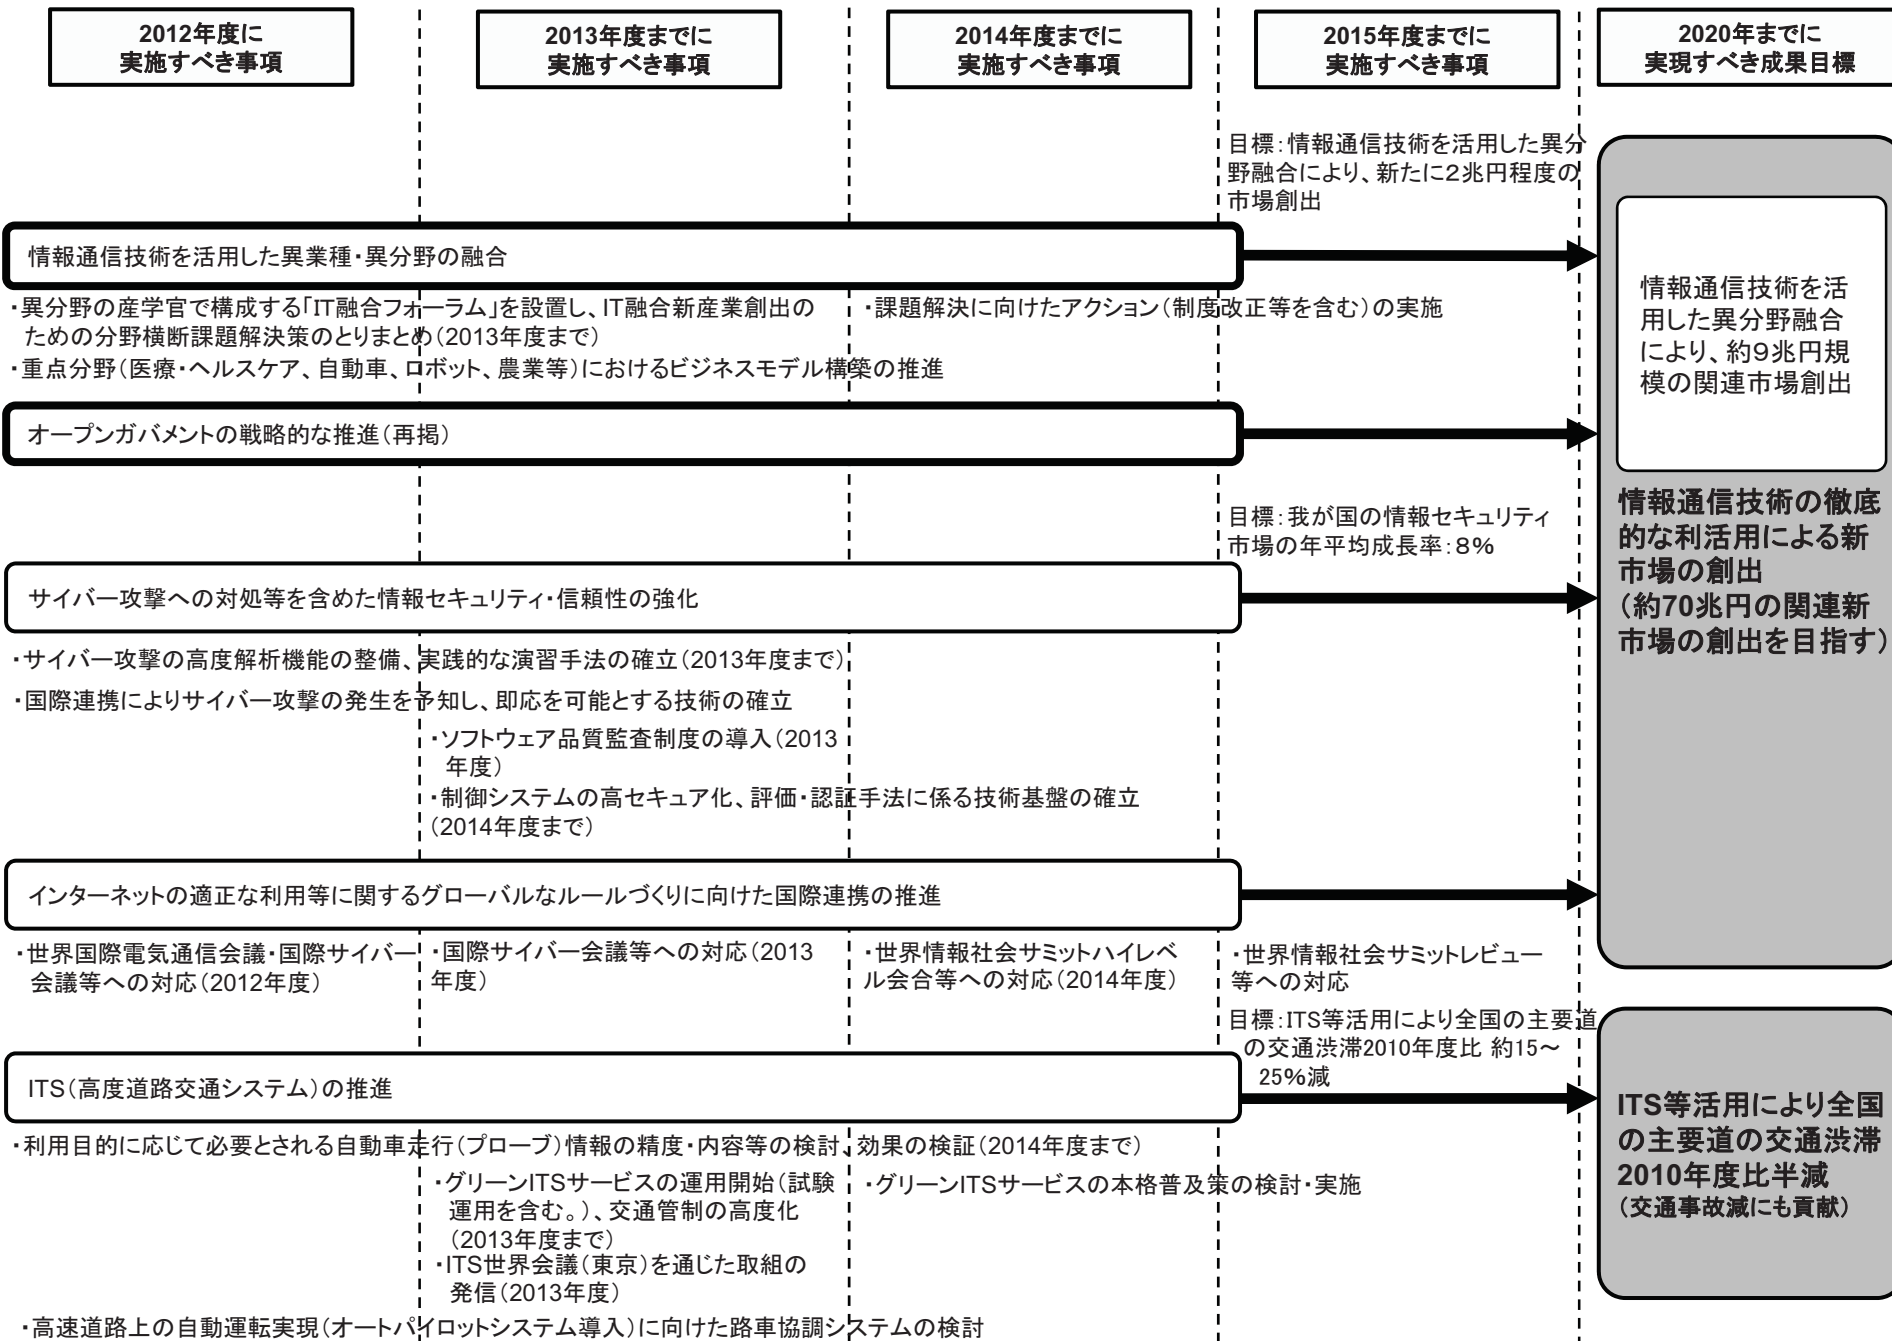 2012年度に
実施すべき事項
2013年度までに
実施すべき事項
2014年度までに
実施すべき事項
2015年度までに
実施すべき事項
2020年までに
実現すべき成果目標
目標：情報通信技術を活用した異分
野融合により、新たに2兆円程度の
市場創出
情報通信技術を活用した異業種・異分野の融合
・異分野の産学官で構成する「IT融合フォーラム」を設置し、IT融合新産業創出の
ための分野横断課題解決策のとりまとめ（2013年度まで）
・課題解決に向けたアクション（制度改正等を含む）の実施
・重点分野（医療・ヘルスケア、自動車、ロボット、農業等）におけるビジネスモデル構築の推進
オープンガバメントの戦略的な推進（再掲）
目標：我が国の情報セキュリティ
市場の年平均成長率：８％
サイバー攻撃への対処等を含めた情報セキュリティ・信頼性の強化
・サイバー攻撃の高度解析機能の整備、実践的な演習手法の確立（2013年度まで）
・国際連携によりサイバー攻撃の発生を予知し、即応を可能とする技術の確立
・ソフトウェア品質監査制度の導入（2013
年度）
・制御システムの高セキュア化、評価・認証手法に係る技術基盤の確立
（2014年度まで）
インターネットの適正な利用等に関するグローバルなルールづくりに向けた国際連携の推進
・世界国際電気通信会議・国際サイバー
会議等への対応（2012年度）
・国際サイバー会議等への対応（2013
年度）
・世界情報社会サミットハイレベ
ル会合等への対応（2014年度）
・世界情報社会サミットレビュー
等への対応
目標：ITS等活用により全国の主要道
の交通渋滞2010年度比 約15～
25％減
ITS（高度道路交通システム）の推進
・利用目的に応じて必要とされる自動車走行（プローブ）情報の精度・内容等の検討、効果の検証（2014年度まで）
・グリーンITSサービスの運用開始（試験
運用を含む。）、交通管制の高度化
（2013年度まで）
・グリーンITSサービスの本格普及策の検討・実施
・ITS世界会議（東京）を通じた取組の
発信（2013年度）
・高速道路上の自動運転実現（オートパイロットシステム導入）に向けた路車協調システムの検討
情報通信技術を活
用した異分野融合
により、約９兆円規
模の関連市場創出
情報通信技術の徹底
的な利活用による新
市場の創出
（約70兆円の関連新
市場の創出を目指す）
ITS等活用により全国
の主要道の交通渋滞
2010年度比半減
（交通事故減にも貢献）